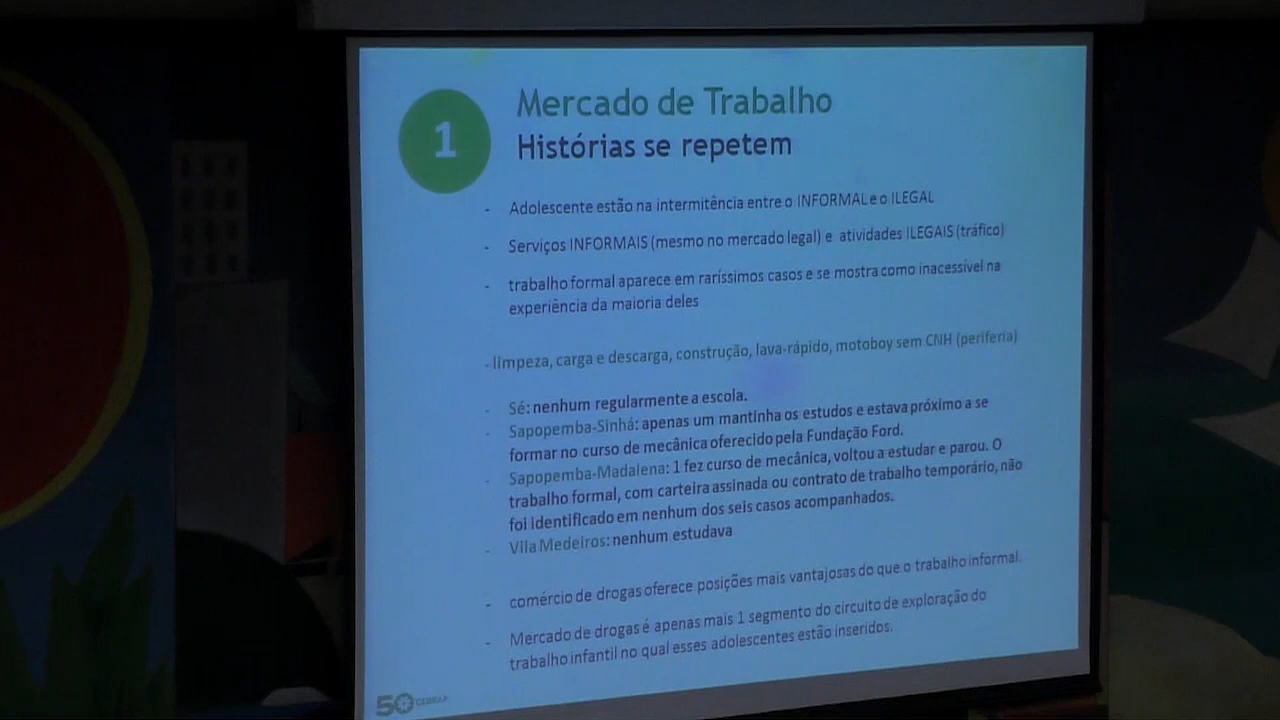 1
Mercado de Trabalho
Histórias se repetem
- Adolescente estão na intermitência entre o INFORMAL e o ILEGAL
- Serviços INFORMAIS (mesmo no mercado legal) e atividades ILEGAIS (tráfico)
- trabalho formal aparece em raríssimos casos e se mostra como inacessível na
experiência da maioria deles
- limpeza, carga e descarga, construção, lava-rápido, motoboy sem CNH (periferia)
- Sé: nenhum regularmente a escola.
- Sapopemba-Sinhá: apenas um mantinha os estudos e estava próximo a se
formar no curso de mecânica oferecido pela Fundação Ford.
- Sapopemba-Madalena: 1 fez curso de mecânica, voltou a estudar e parou. O
trabalho formal, com carteira assinada ou contrato de trabalho temporário, não
foi identificado em nenhum dos seis casos acompanhados.
- Vila Medeiros: nenhum estudava
- comércio de drogas oferece posições mais vantajosas do que o trabalho informal.
- Mercado de drogas é apenas mais 1 segmento do circuito de exploração do
trabalho infantil no qual esses adolescentes estão inseridos.
50 CEBRAP